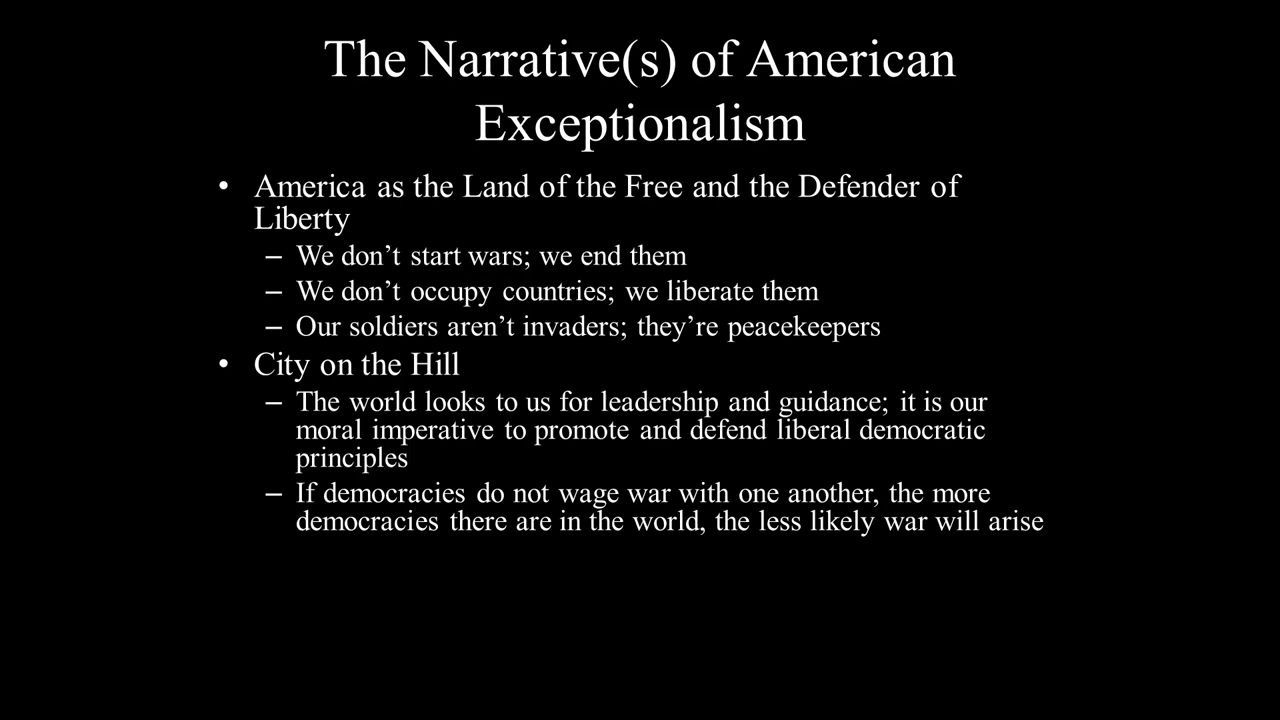 The Narrative(s) of American
Exceptionalism
• America as the Land of the Free and the Defender of
Liberty
– We don’t start wars; we end them
– We don’t occupy countries; we liberate them
– Our soldiers aren’t invaders; they’re peacekeepers
• City on the Hill
– The world looks to us for leadership and guidance; it is our
moral imperative to promote and defend liberal democratic
principles
– If democracies do not wage war with one another, the more
democracies there are in the world, the less likely war will arise